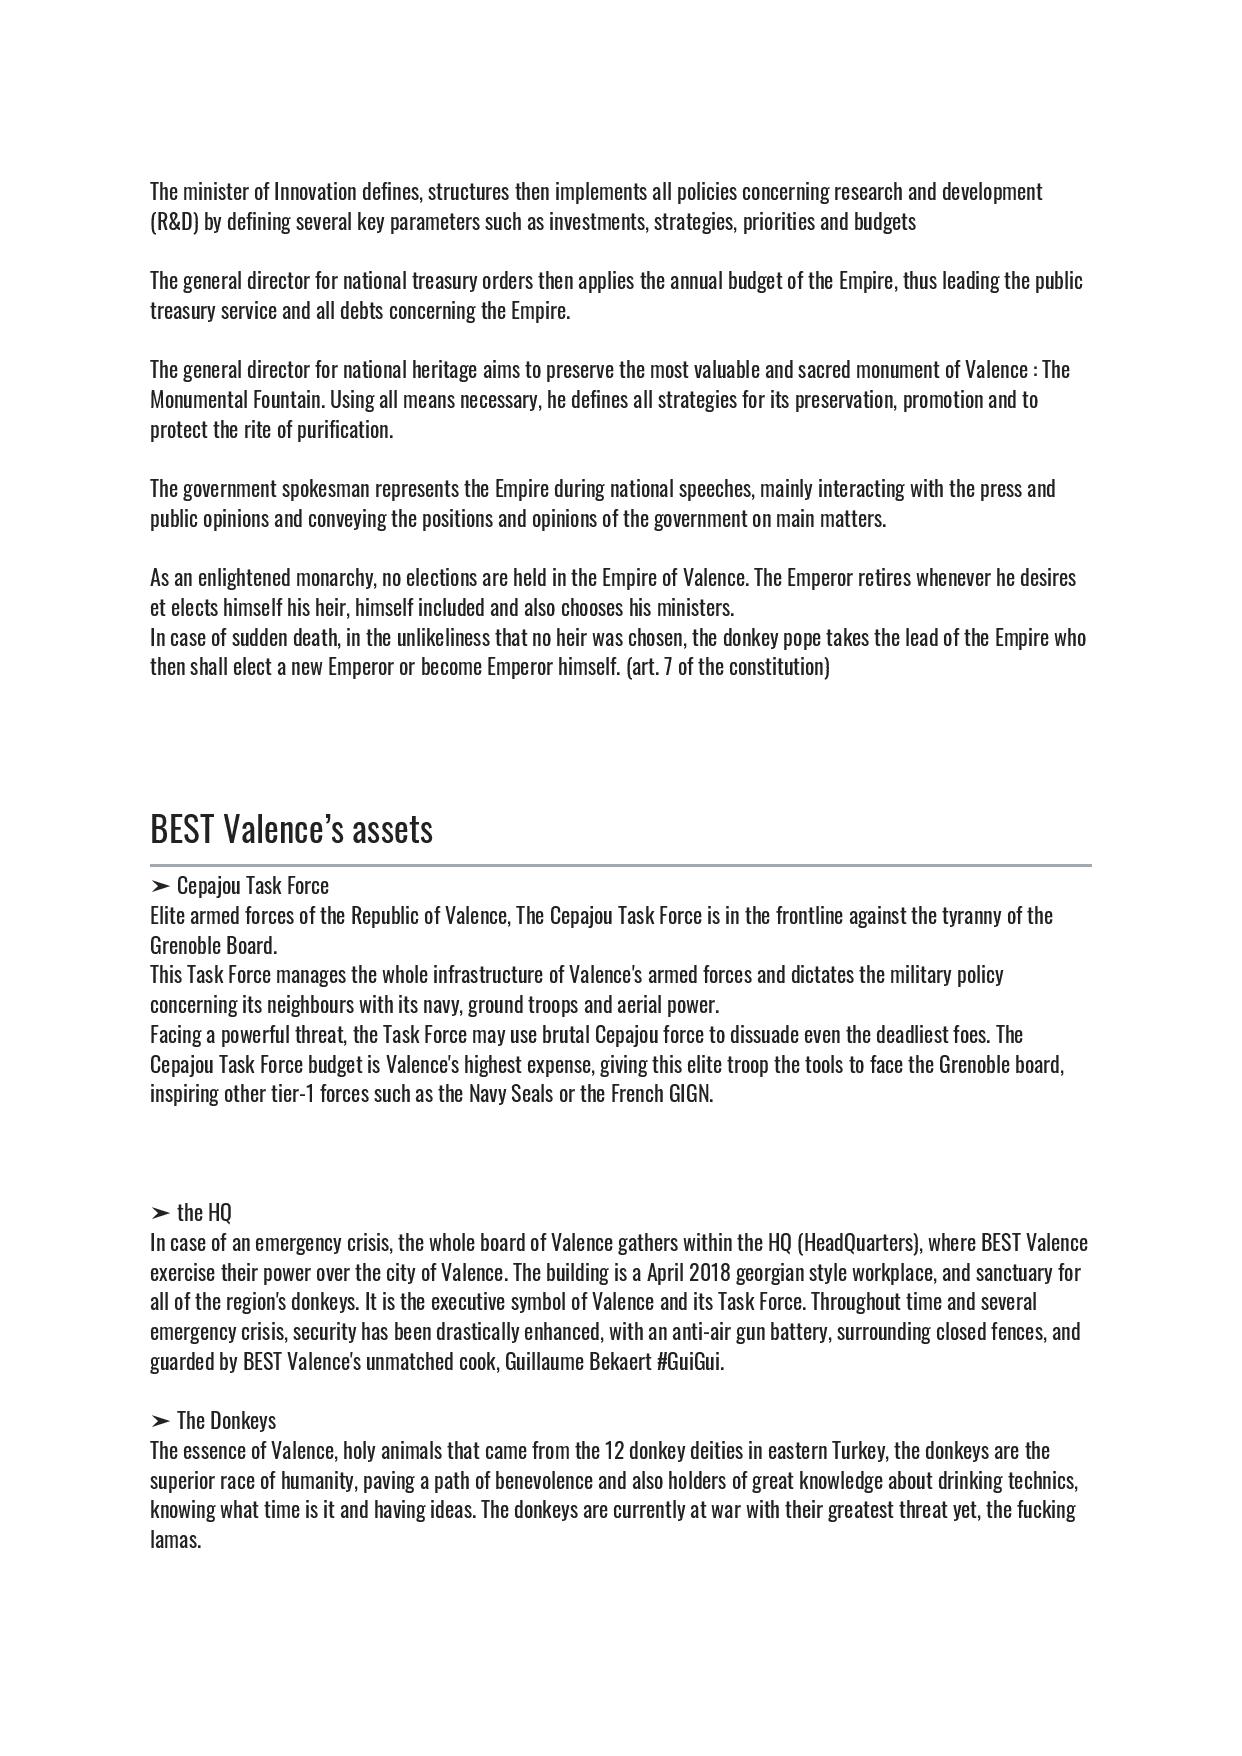 The minister of Innovation defines, structures then implements all policies concerning research and development
(R&D) by defining several key parameters such as investments, strategies, priorities and budgets
The general director for national treasury orders then applies the annual budget of the Empire, thus leading the public
treasury service and all debts concerning the Empire.
The general director for national heritage aims to preserve the most valuable and sacred monument of Valence : The
Monumental Fountain. Using all means necessary, he defines all strategies for its preservation, promotion and to
protect the rite of purification.
The government spokesman represents the Empire during national speeches, mainly interacting with the press and
public opinions and conveying the positions and opinions of the government on main matters.
As an enlightened monarchy, no elections are held in the Empire of Valence. The Emperor retires whenever he desires
et elects himself his heir, himself included and also chooses his ministers.
In case of sudden death, in the unlikeliness that no heir was chosen, the donkey pope takes the lead of the Empire who
then shall elect a new Emperor or become Emperor himself. (art. 7 of the constitution)
BEST Valence’s assets
➢ Cepajou Task Force
Elite armed forces of the Republic of Valence, The Cepajou Task Force is in the frontline against the tyranny of the
Grenoble Board.
This Task Force manages the whole infrastructure of Valence's armed forces and dictates the military policy
concerning its neighbours with its navy, ground troops and aerial power.
Facing a powerful threat, the Task Force may use brutal Cepajou force to dissuade even the deadliest foes. The
Cepajou Task Force budget is Valence's highest expense, giving this elite troop the tools to face the Grenoble board,
inspiring other tier-1 forces such as the Navy Seals or the French GIGN.
➢ the HQ
In case of an emergency crisis, the whole board of Valence gathers within the HQ (HeadQuarters), where BEST Valence
exercise their power over the city of Valence. The building is a April 2018 georgian style workplace, and sanctuary for
all of the region's donkeys. It is the executive symbol of Valence and its Task Force. Throughout time and several
emergency crisis, security has been drastically enhanced, with an anti-air gun battery, surrounding closed fences, and
guarded by BEST Valence's unmatched cook, Guillaume Bekaert #GuiGui.
➢ The Donkeys
The essence of Valence, holy animals that came from the 12 donkey deities in eastern Turkey, the donkeys are the
superior race of humanity, paving a path of benevolence and also holders of great knowledge about drinking technics,
knowing what time is it and having ideas. The donkeys are currently at war with their greatest threat yet, the fucking
lamas.